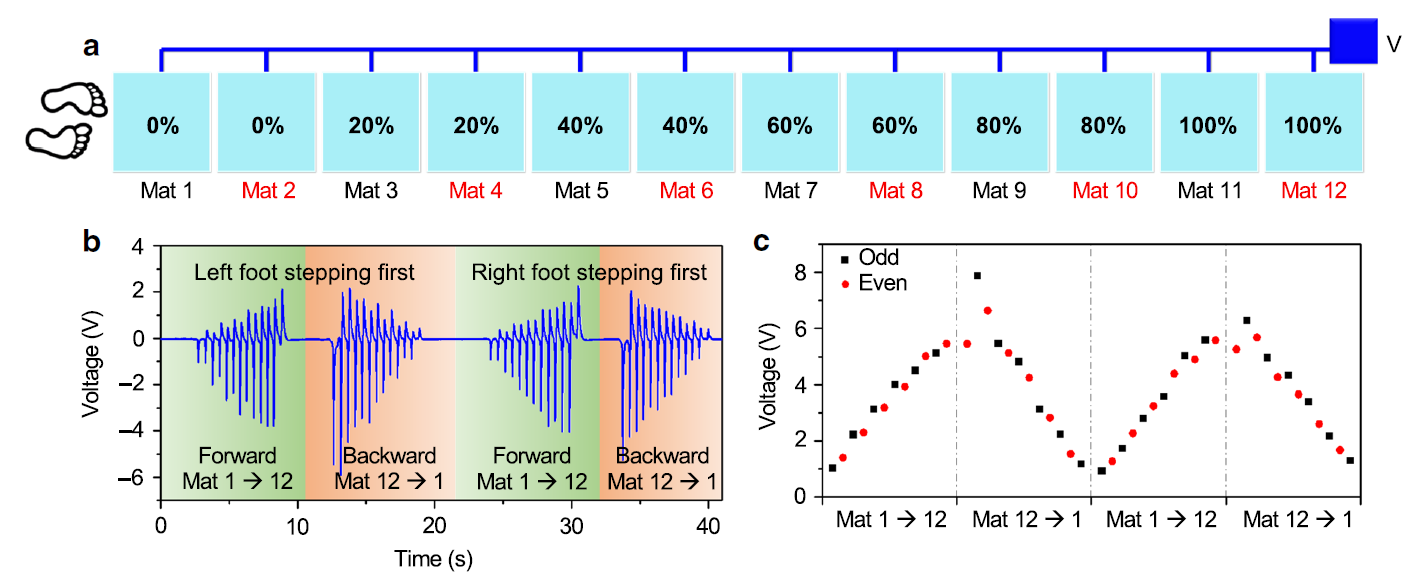 a
V
0% 0% 20% 20% 40% 40% 60% 60% 80% 80% 100% 100%
Mat 1 Mat 2 Mat 3 Mat 4 Mat 5 Mat 6 Mat 7 Mat 8 Mat 9 Mat 10 Mat 11 Mat 12
b
Voltage (V)
4
2
0
−2
−4
−6
Left foot stepping first Right foot stepping first
Forward Backward Forward Backward
Mat 1 → 12 Mat 12 → 1 Mat 1 → 12 Mat 12 → 1
0 10 20 30 40
Time (s)
c
Voltage (V)
8
6
4
2
0
Odd
Even
Mat 1 → 12 Mat 12 → 1 Mat 1 → 12 Mat 12 → 1